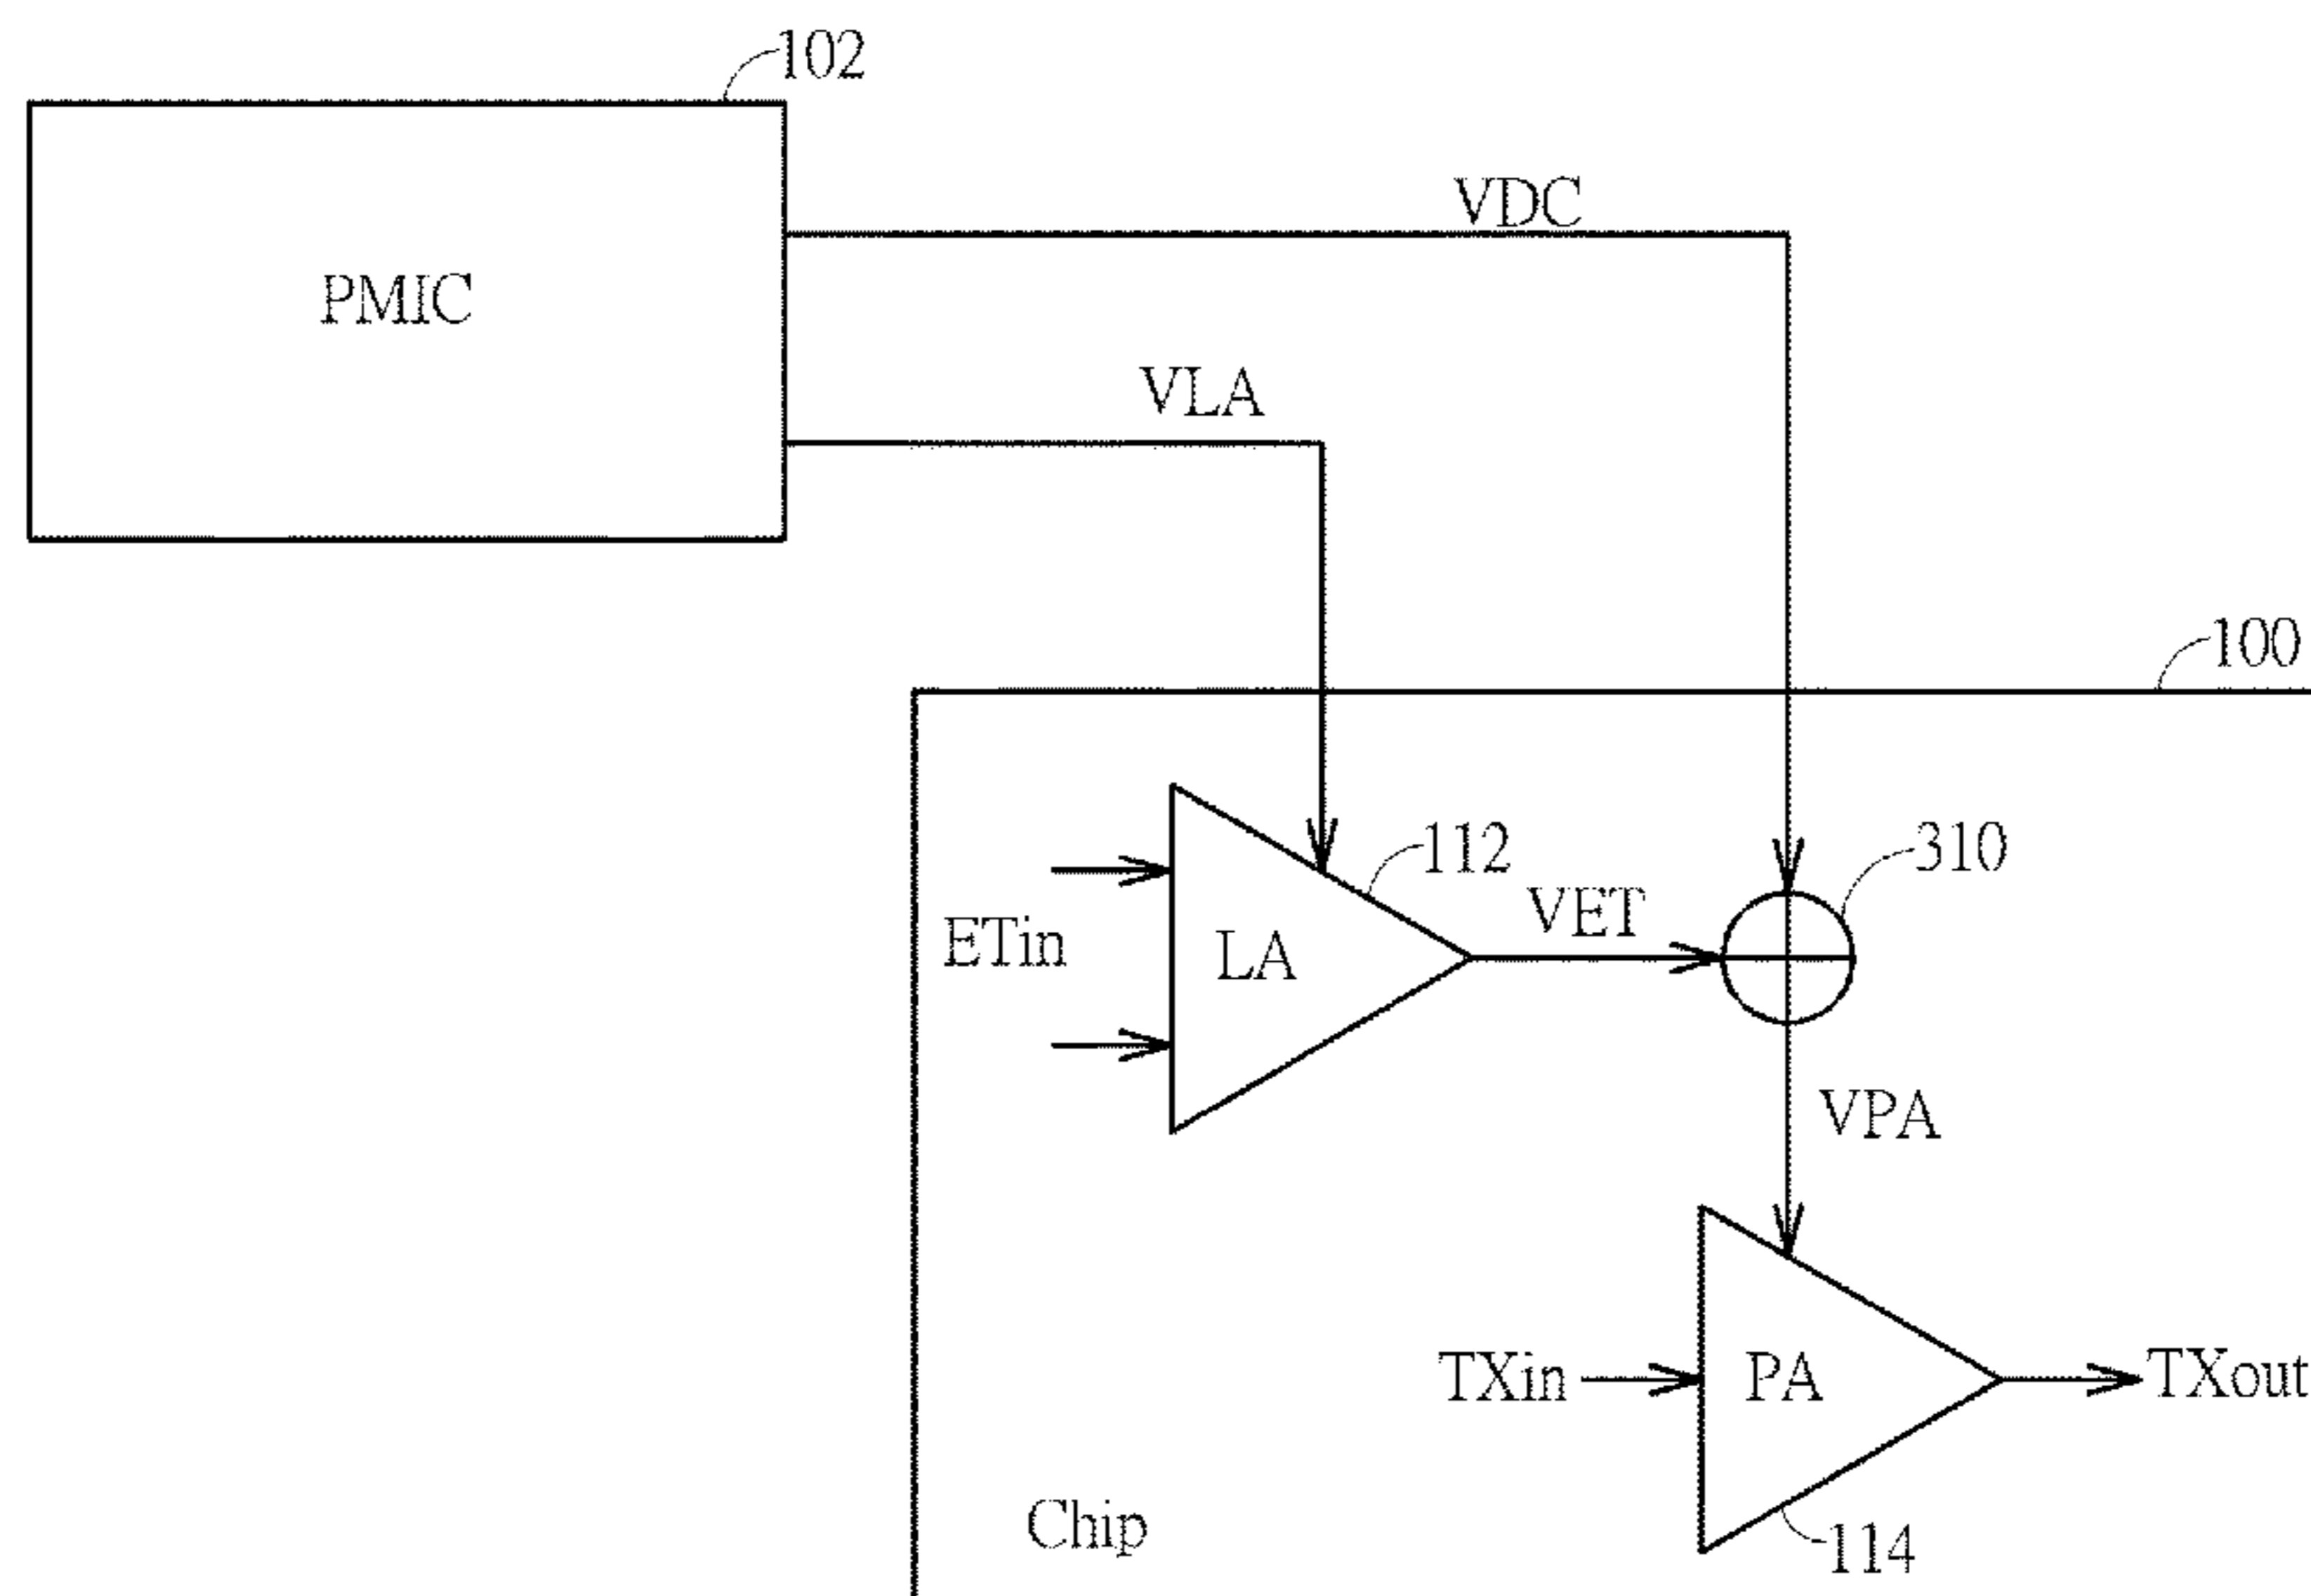 102
VDC
PMIC
VLA
100
112
310
VET
ETin
LA
VPA
TXin
PA
TXout
Chip
114